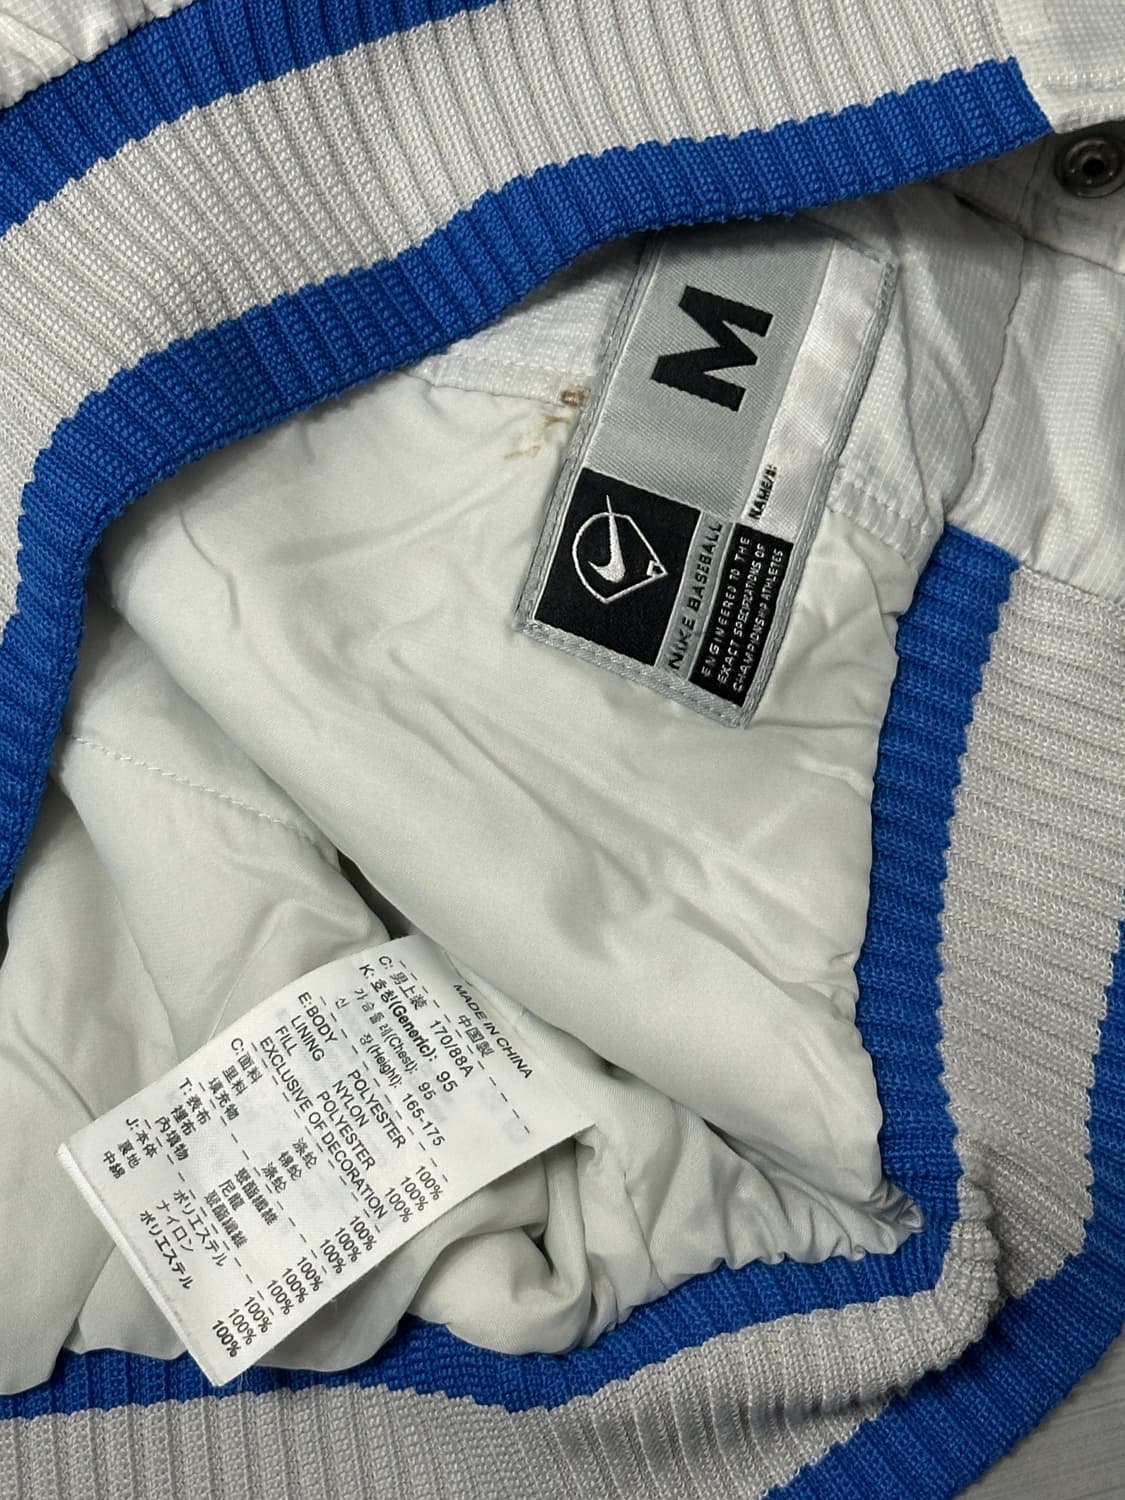 M
NAME/#:
NIKE BASEBALL
ENGINEERED TO THE
EXACT SPECIFICATIONS OF
CHAMPIONSHIP ATHLETES
MADE IN CHINA
中国製
C: 男上装 170/88A
K: 호칭(Generic): 95
가슴둘레(Chest): 95
신 장(Height): 165-175
E:BODY POLYESTER 100%
LINING NYLON 100%
FILL POLYESTER 100%
EXCLUSIVE OF DECORATION
C:面料 涤纶 100%
里料 锦纶 100%
填充物 涤纶 100%
T:表布 聚酯纖維 100%
裡布 尼龍 100%
內填物 聚酯纖維 100%
J:本体 ポリエステル 100%
裏地 ナイロン 100%
中綿 ポリエステル 100%